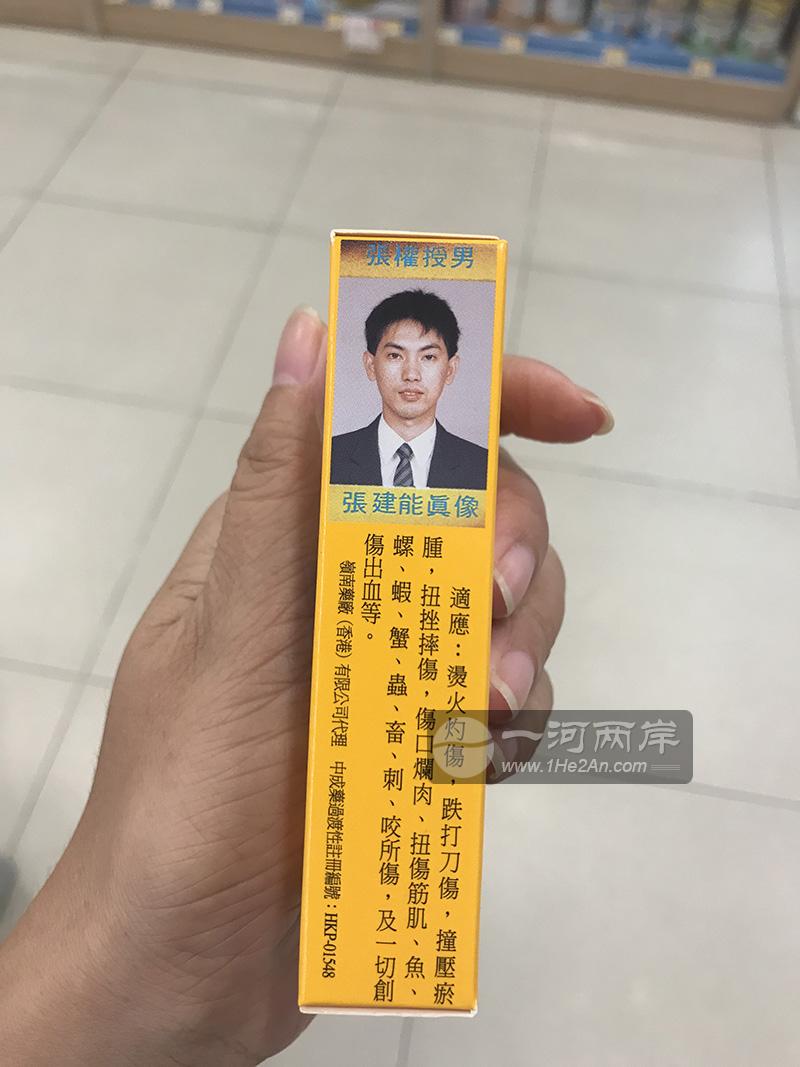 張權授男
張建能眞像
適應：燙火灼傷，跌打刀傷，撞壓瘀
腫，扭挫摔傷，傷口爛肉、扭傷筋肌、魚、
螺、蝦、蟹、蟲、畜、刺、咬所傷，及一切創
傷出血等。
嶺南藥廠（香港）有限公司代理　中成藥過渡性註冊編號：HKP-01548
一河两岸
www.1He2An.com